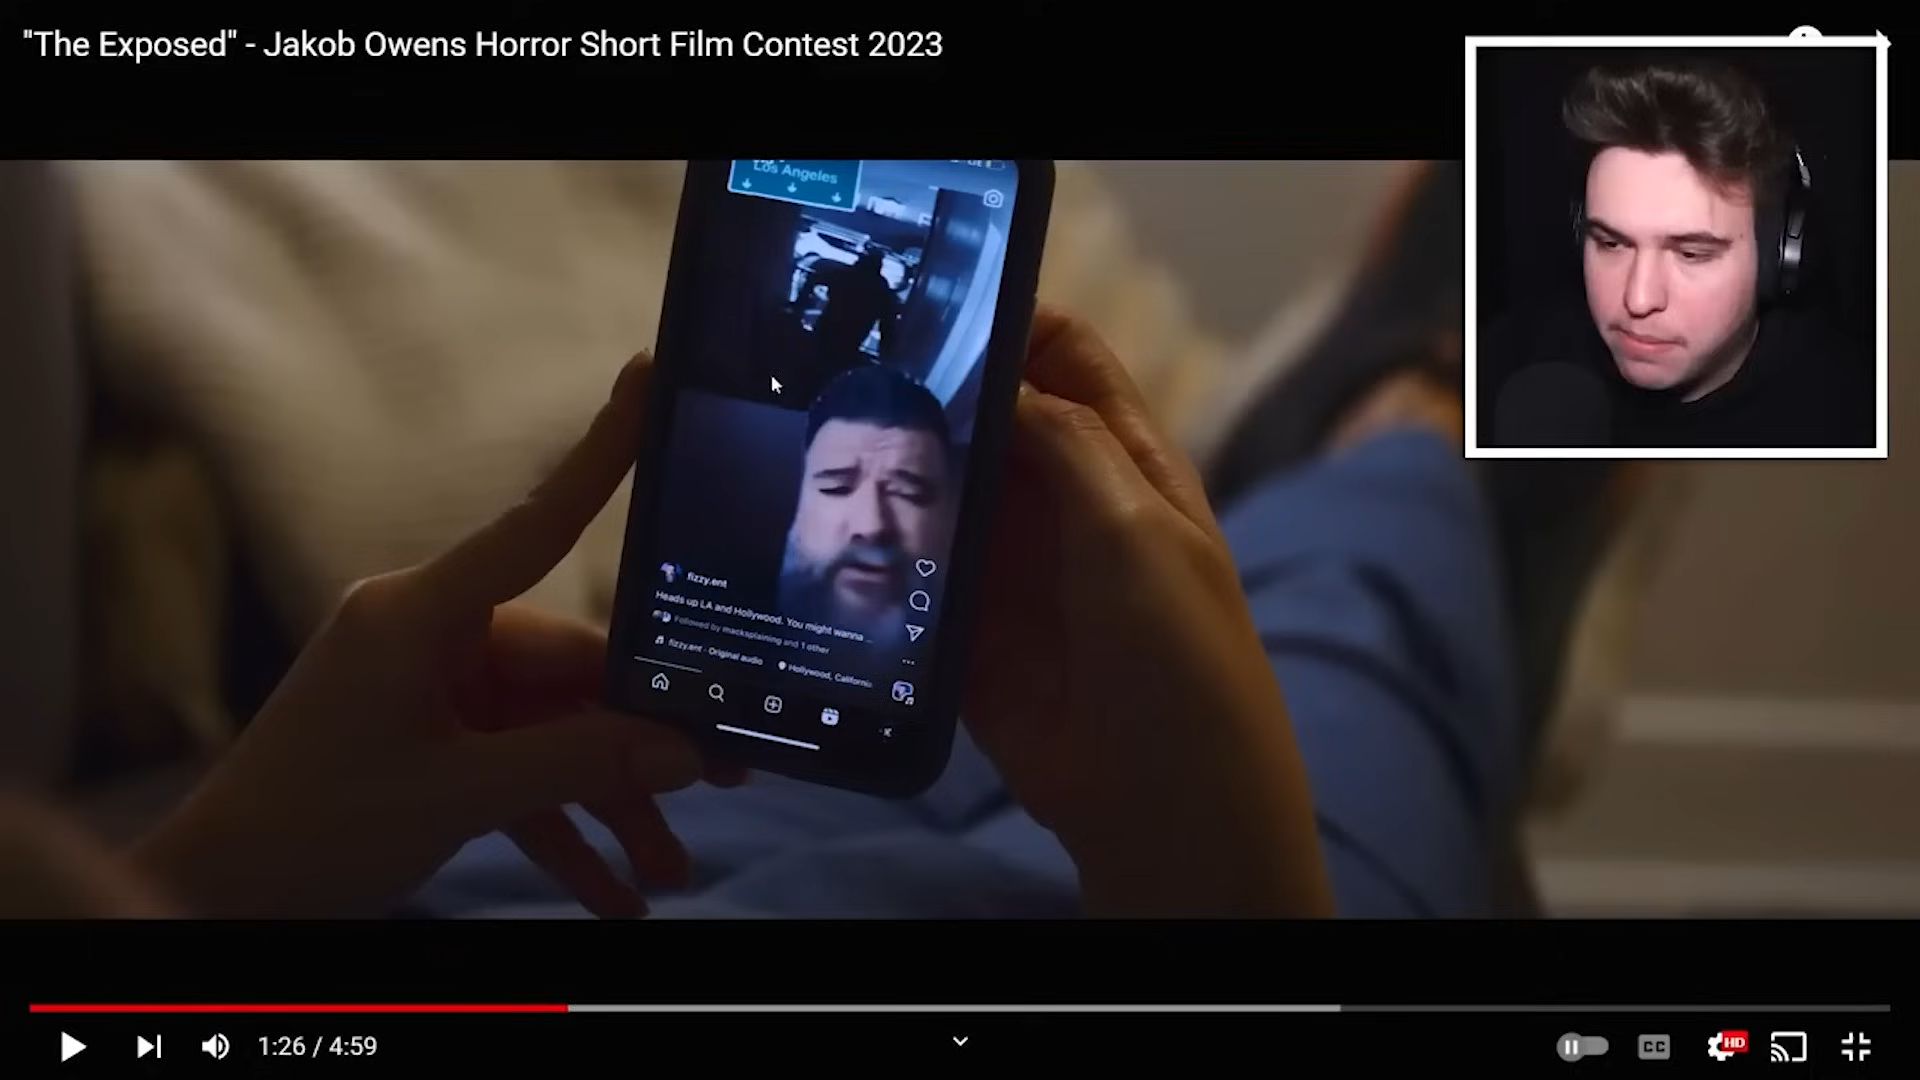 "The Exposed" - Jakob Owens Horror Short Film Contest 2023
Los Angeles
fizzy.ent
Heads up LA and Hollywood. You might wanna ...
Followed by macksplaining and 1 other
fizzy.ent · Original audio
Hollywood, California
1:26 / 4:59
CC
HD